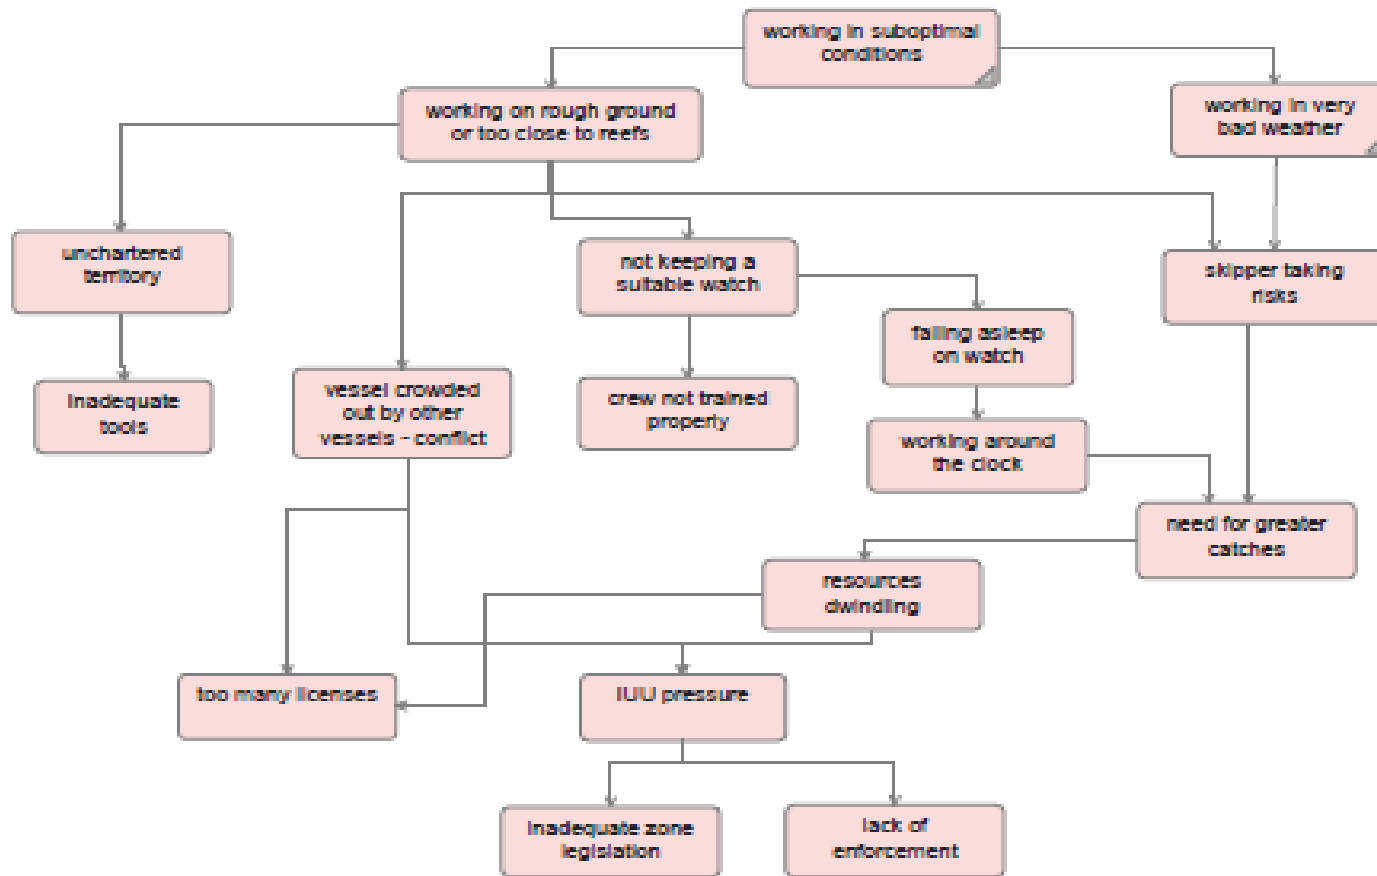 working in suboptimal
conditions
working on rough ground
or too close to reefs
working in very
bad weather
unchartered
territory
not keeping a
suitable watch
skipper taking
risks
falling asleep
on watch
inadequate
tools
vessel crowded
out by other
vessels - conflict
crew not trained
properly
working around
the clock
need for greater
catches
resources
dwindling
too many licenses
IUU pressure
inadequate zone
legislation
lack of
enforcement